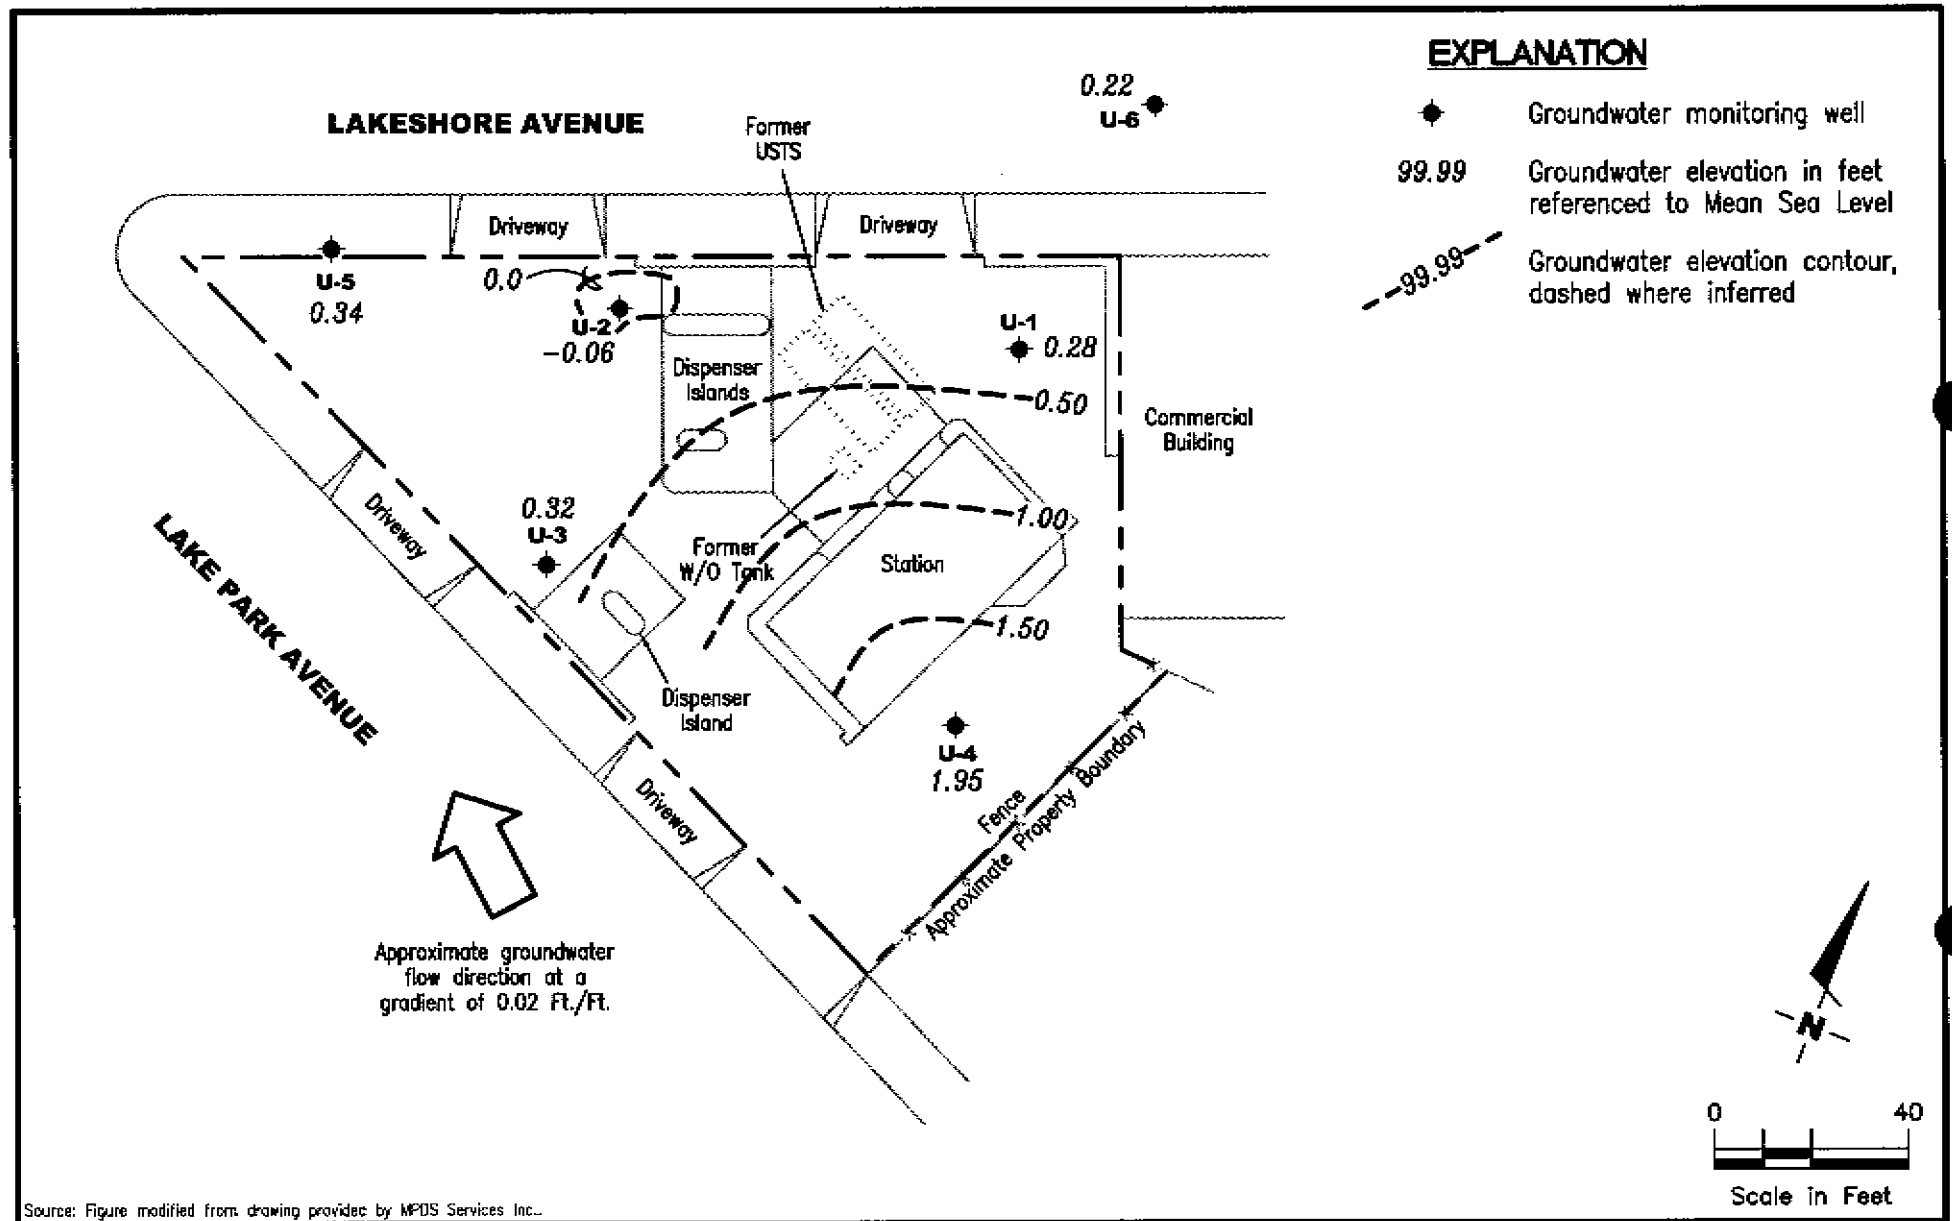 EXPLANATION
Groundwater monitoring well
99.99
Groundwater elevation in feet
referenced to Mean Sea Level
99.99
Groundwater elevation contour,
dashed where inferred
0.22
U-6
LAKESHORE AVENUE
Former
USTS
Driveway
Driveway
U-5
0.34
0.0
U-2
-0.06
U-1
0.28
Dispenser
Islands
0.50
Commercial
Building
0.32
U-3
Driveway
Former
W/O Tank
1.00
Station
LAKE PARK AVENUE
1.50
Dispenser
Island
U-4
1.95
Driveway
Fence
Approximate Property Boundary
Approximate groundwater
flow direction at a
gradient of 0.02 Ft./Ft.
N
0 40
Scale in Feet
Source: Figure modified from drawing provided by MPDS Services Inc..